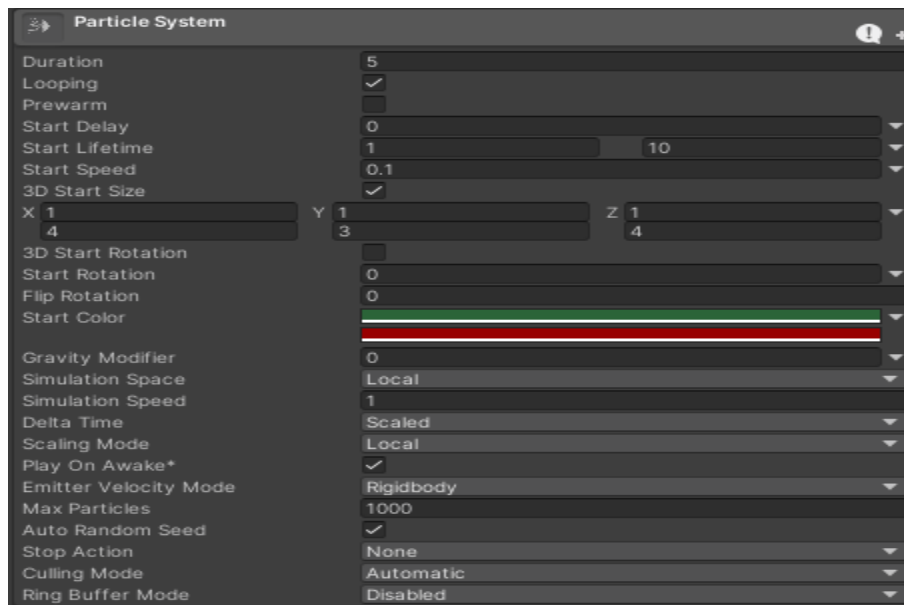 Particle System
Duration 5
Looping
Prewarm
Start Delay 0
Start Lifetime 1 10
Start Speed 0.1
3D Start Size
X 1 Y 1 Z 1
4 3 4
3D Start Rotation
Start Rotation 0
Flip Rotation 0
Start Color
Gravity Modifier 0
Simulation Space Local
Simulation Speed 1
Delta Time Scaled
Scaling Mode Local
Play On Awake*
Emitter Velocity Mode Rigidbody
Max Particles 1000
Auto Random Seed
Stop Action None
Culling Mode Automatic
Ring Buffer Mode Disabled